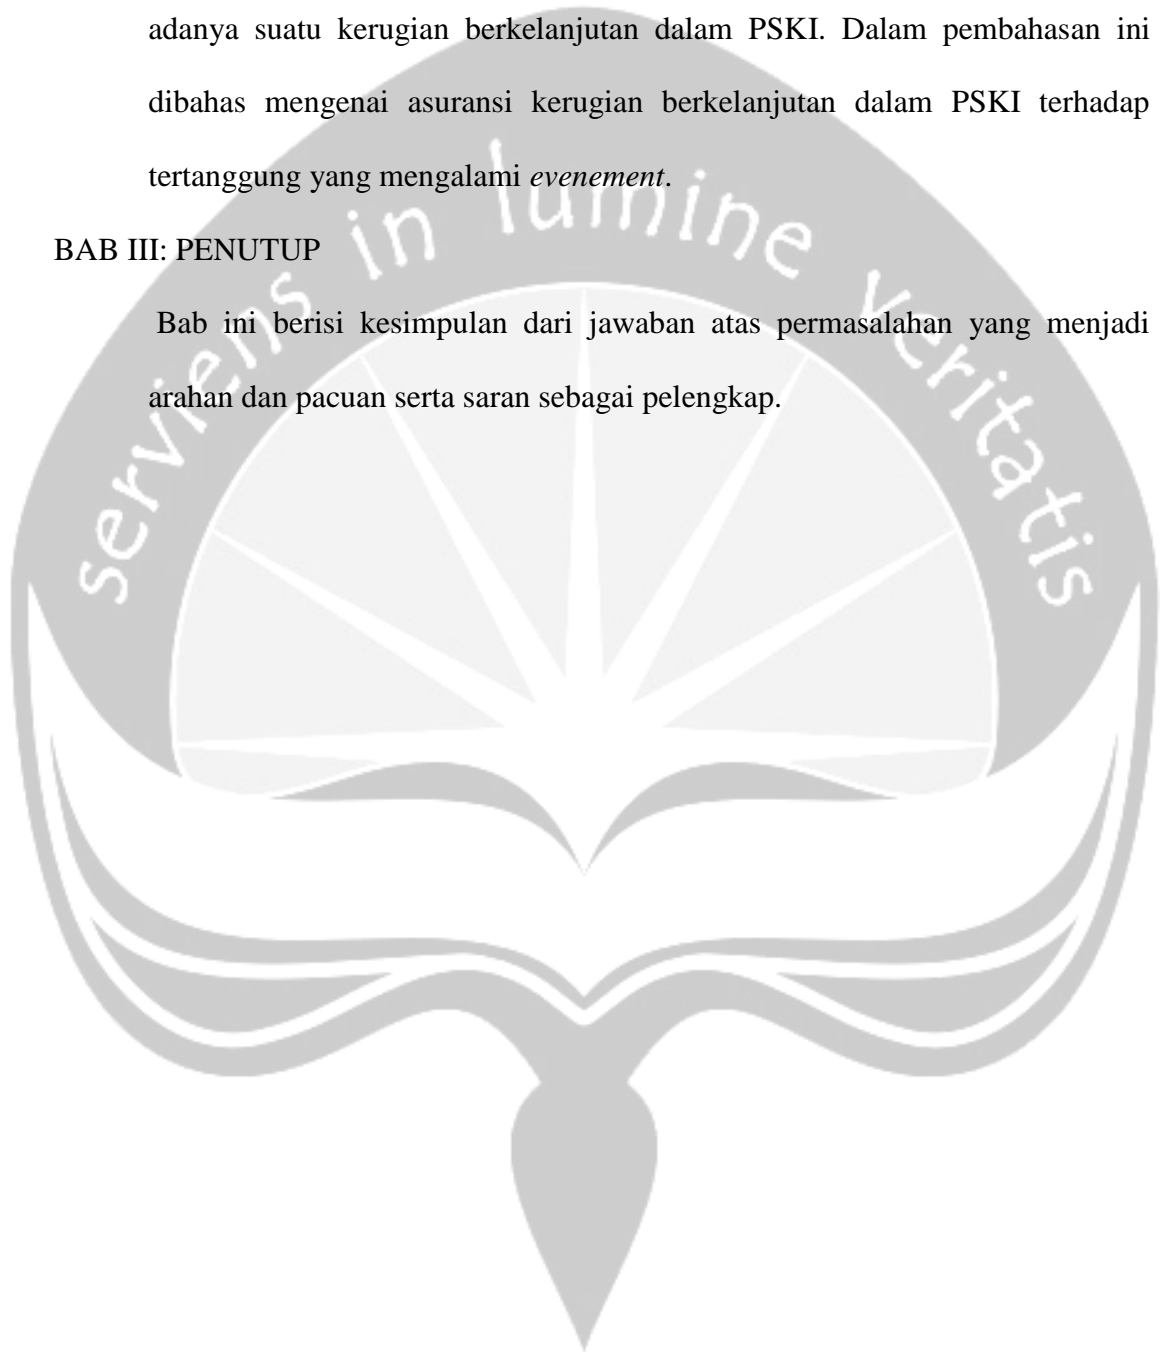 adanya suatu kerugian berkelanjutan dalam PSKI. Dalam pembahasan ini
dibahas mengenai asuransi kerugian berkelanjutan dalam PSKI terhadap
tertanggung yang mengalami evenement.
BAB III: PENUTUP
Bab ini berisi kesimpulan dari jawaban atas permasalahan yang menjadi
arahan dan pacuan serta saran sebagai pelengkap.
serviens in lumine veritatis